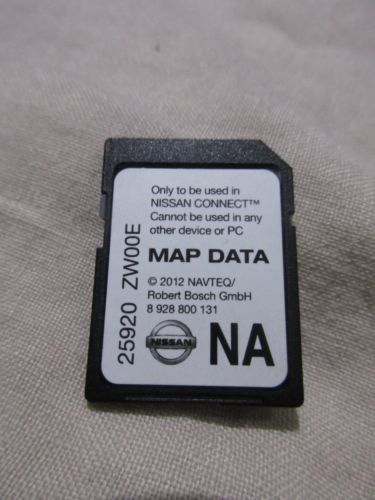 Only to be used in
NISSAN CONNECT™
Cannot be used in any
other device or PC
MAP DATA
© 2012 NAVTEQ/
Robert Bosch GmbH
8 928 800 131
25920 ZW00E
NISSAN
NA